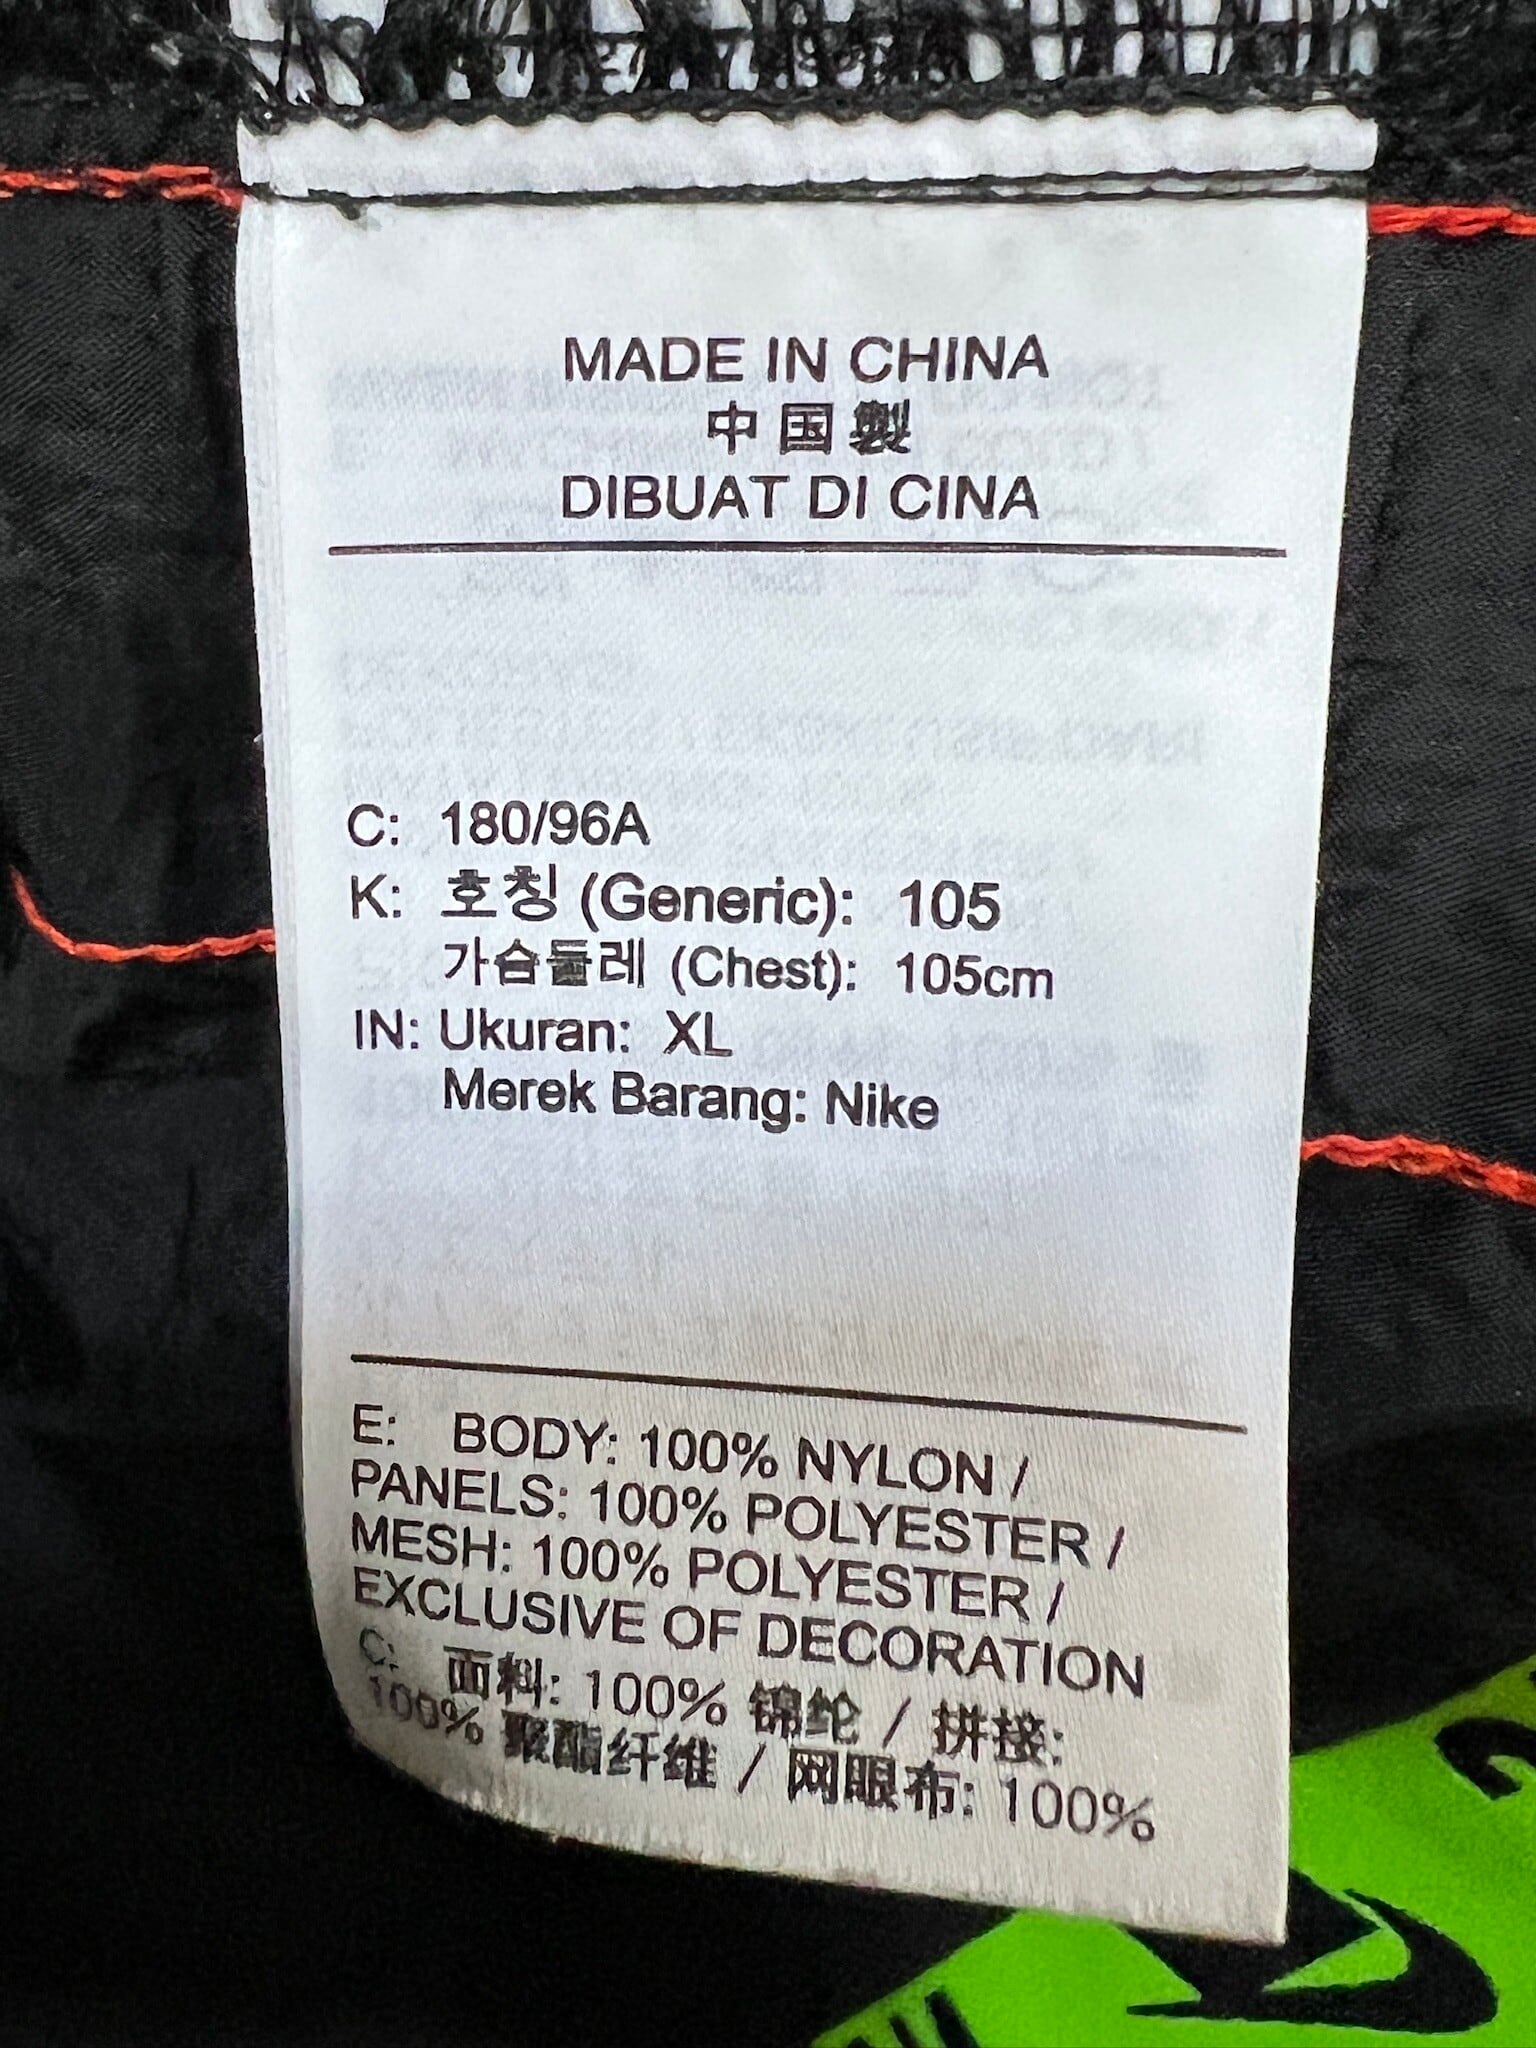 MADE IN CHINA
中国製
DIBUAT DI CINA
C: 180/96A
K: 호칭 (Generic): 105
가슴둘레 (Chest): 105cm
IN: Ukuran: XL
Merek Barang: Nike
E: BODY: 100% NYLON /
PANELS: 100% POLYESTER /
MESH: 100% POLYESTER /
EXCLUSIVE OF DECORATION
C: 面料: 100% 锦纶 / 拼接:
100% 聚酯纤维 / 网眼布: 100%